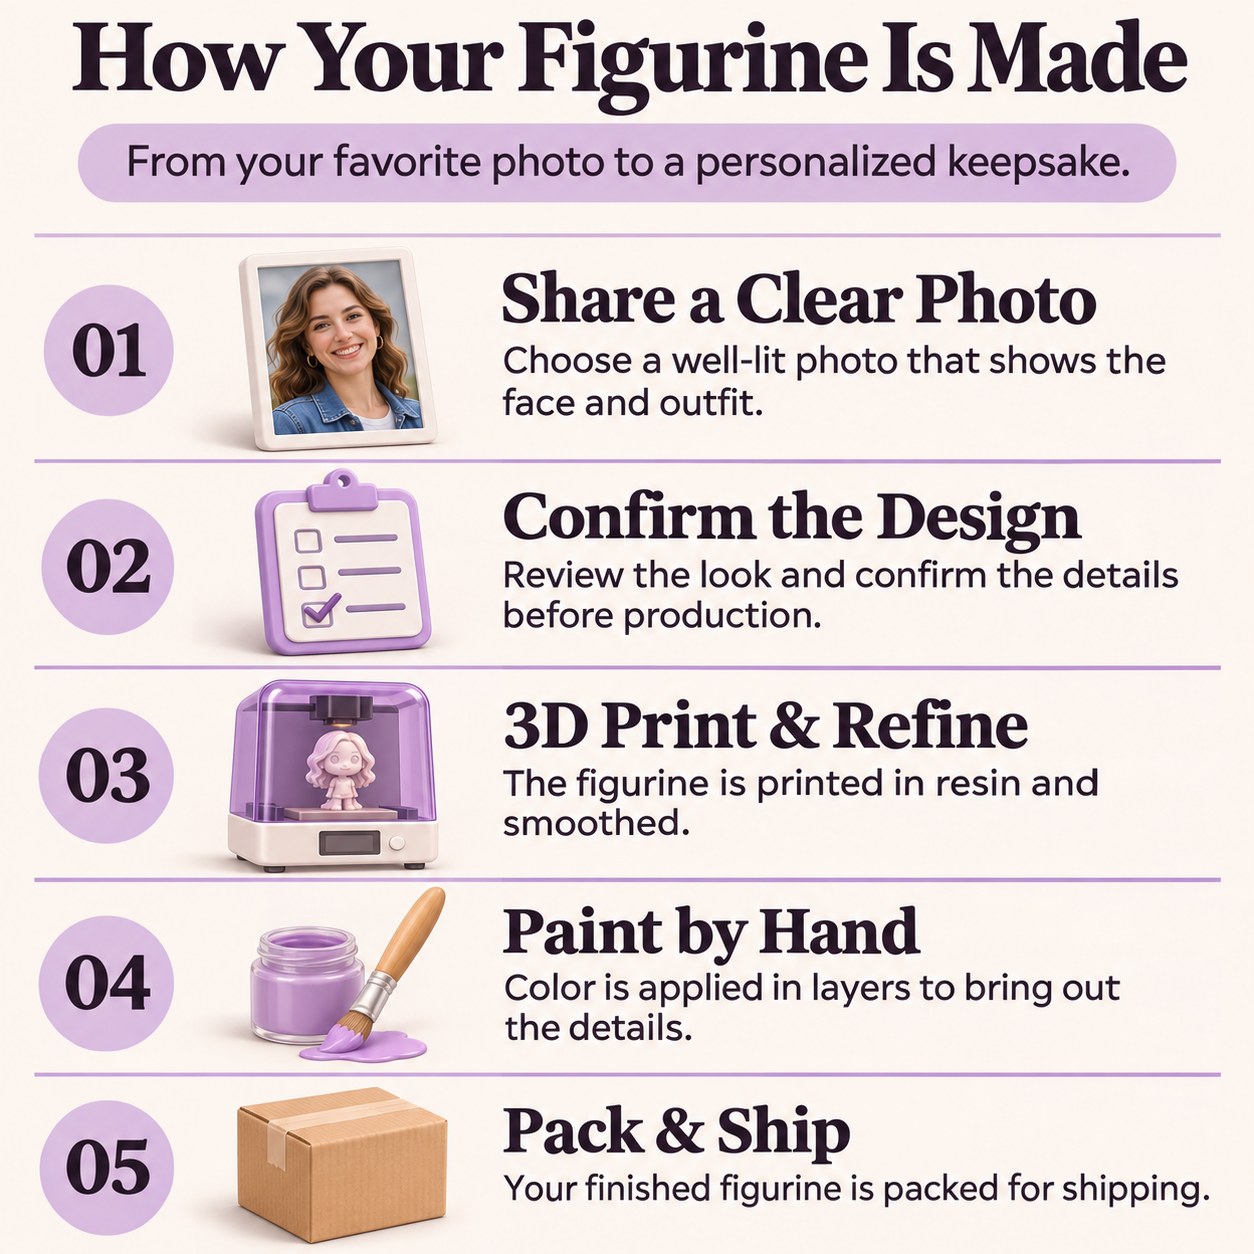 How Your Figurine Is Made
From your favorite photo to a personalized keepsake.
01
Share a Clear Photo
Choose a well-lit photo that shows the
face and outfit.
02
Confirm the Design
Review the look and confirm the details
before production.
03
3D Print & Refine
The figurine is printed in resin and
smoothed.
04
Paint by Hand
Color is applied in layers to bring out
the details.
05
Pack & Ship
Your finished figurine is packed for shipping.